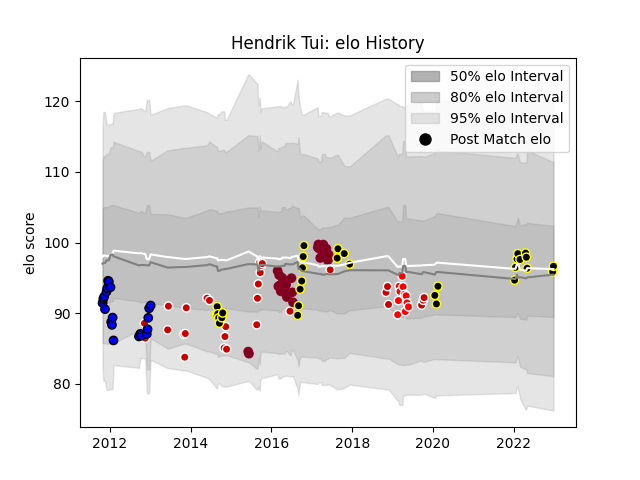 Hendrik Tui: elo History
50% elo Interval
80% elo Interval
95% elo Interval
Post Match elo
elo score
120
110
100
90
80
2012 2014 2016 2018 2020 2022